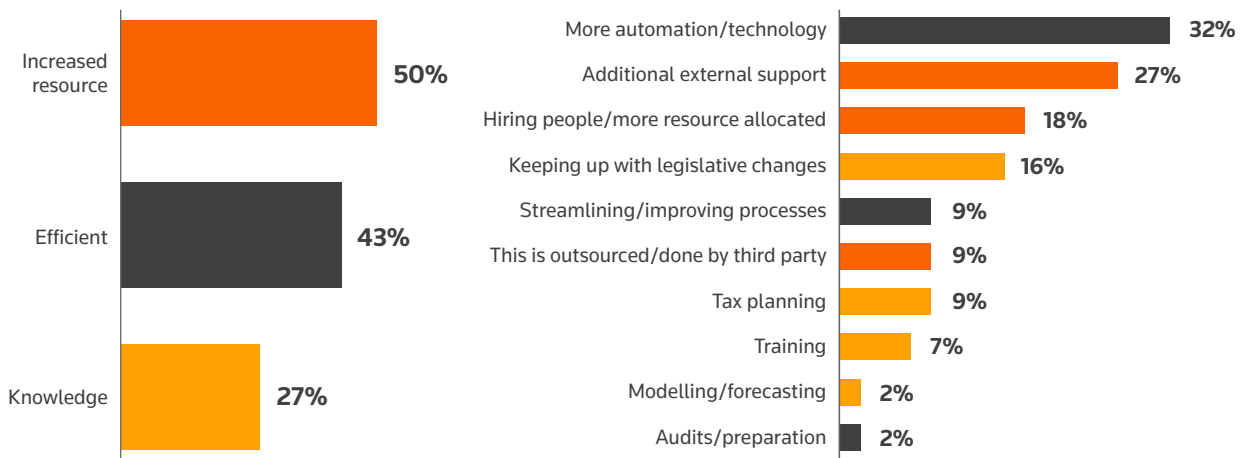 Increased
resource
50%
Efficient
43%
Knowledge
27%
More automation/technology
32%
Additional external support
27%
Hiring people/more resource allocated
18%
Keeping up with legislative changes
16%
Streamlining/improving processes
9%
This is outsourced/done by third party
9%
Tax planning
9%
Training
7%
Modelling/forecasting
2%
Audits/preparation
2%